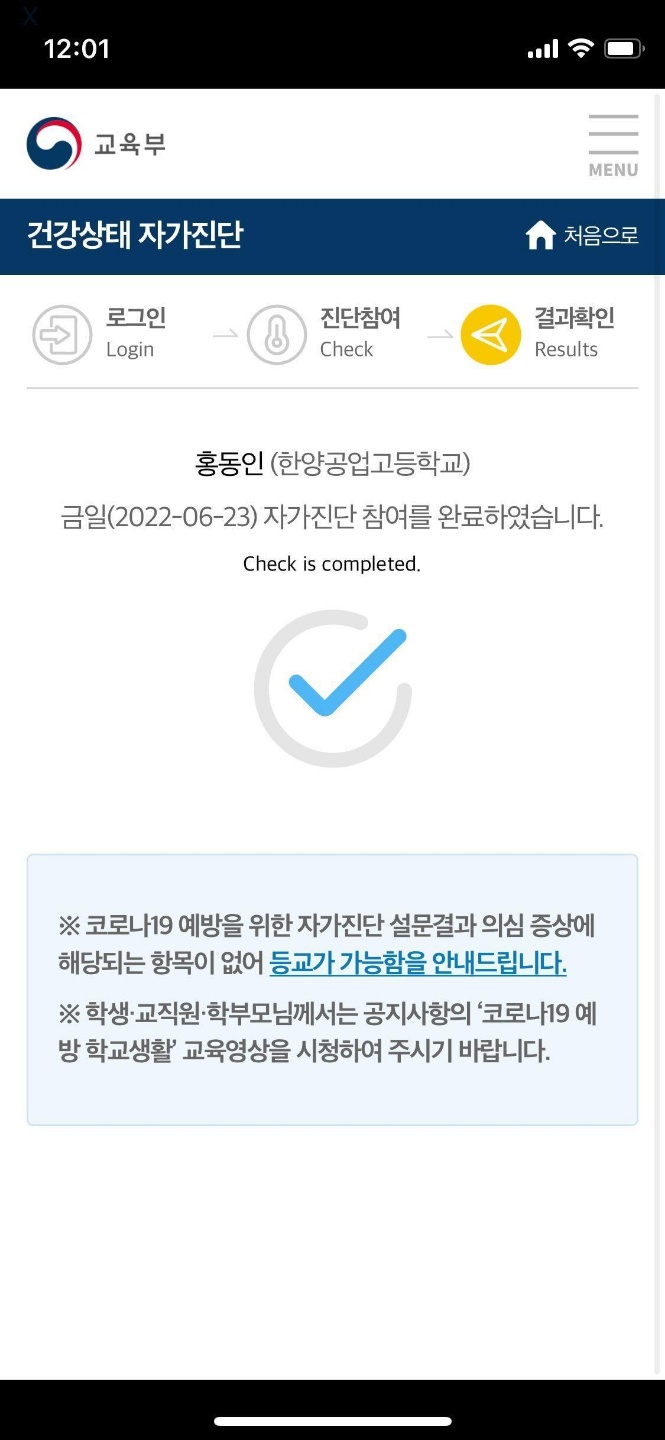 X
12:01
교육부
MENU
건강상태 자가진단
처음으로
로그인
Login
진단참여
Check
결과확인
Results
홍동인 (한양공업고등학교)
금일(2022-06-23) 자가진단 참여를 완료하였습니다.
Check is completed.
※ 코로나19 예방을 위한 자가진단 설문결과 의심 증상에
해당되는 항목이 없어 등교가 가능함을 안내드립니다.
※ 학생·교직원·학부모님께서는 공지사항의 ‘코로나19 예
방 학교생활’ 교육영상을 시청하여 주시기 바랍니다.